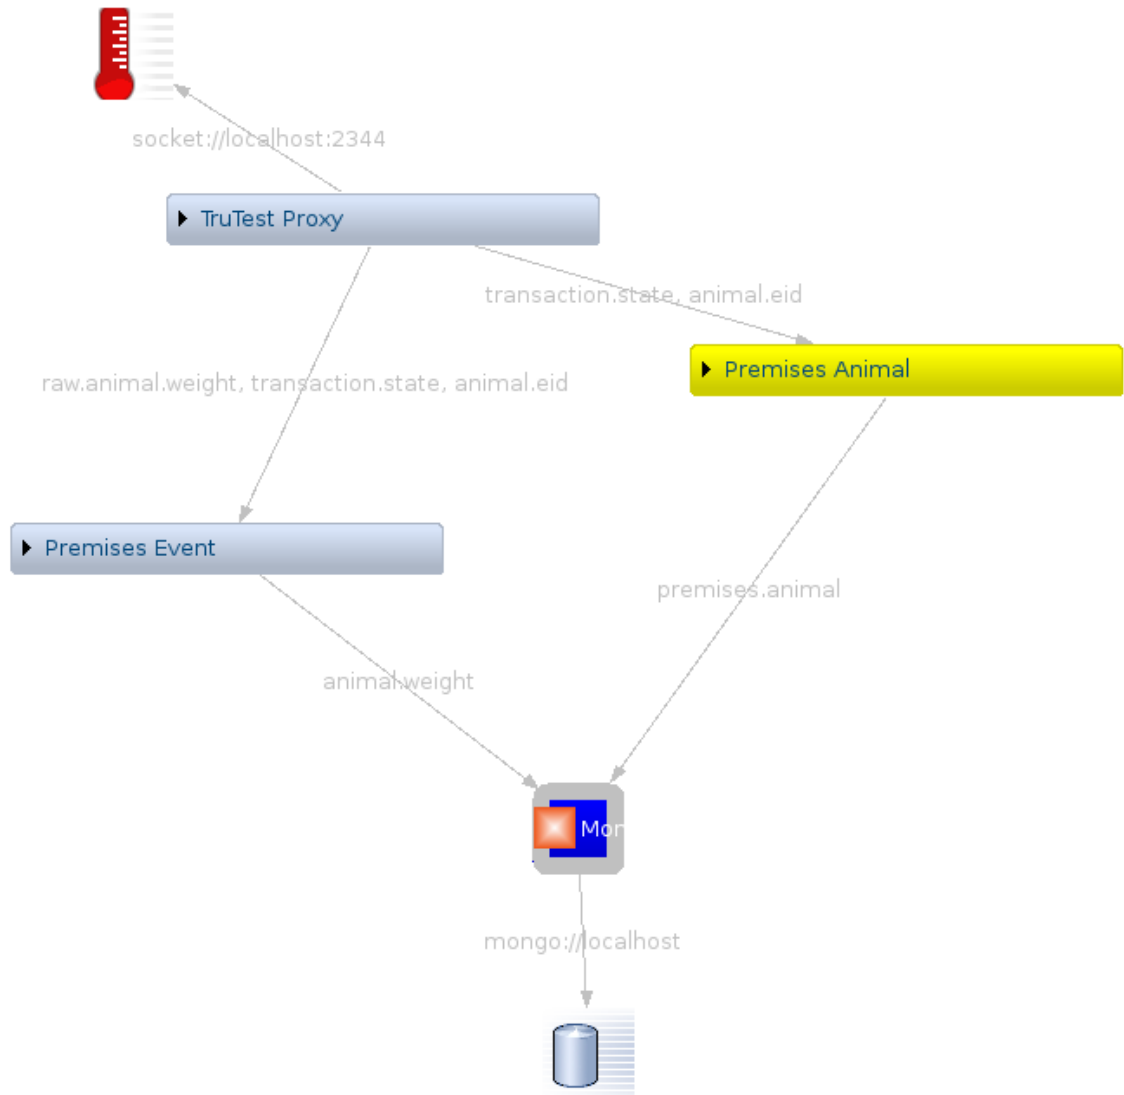 socket://localhost:2344
TruTest Proxy
transaction.state, animal.eid
Premises Animal
raw.animal.weight, transaction.state, animal.eid
Premises Event
premises.animal
animal.weight
Mon
mongo://localhost